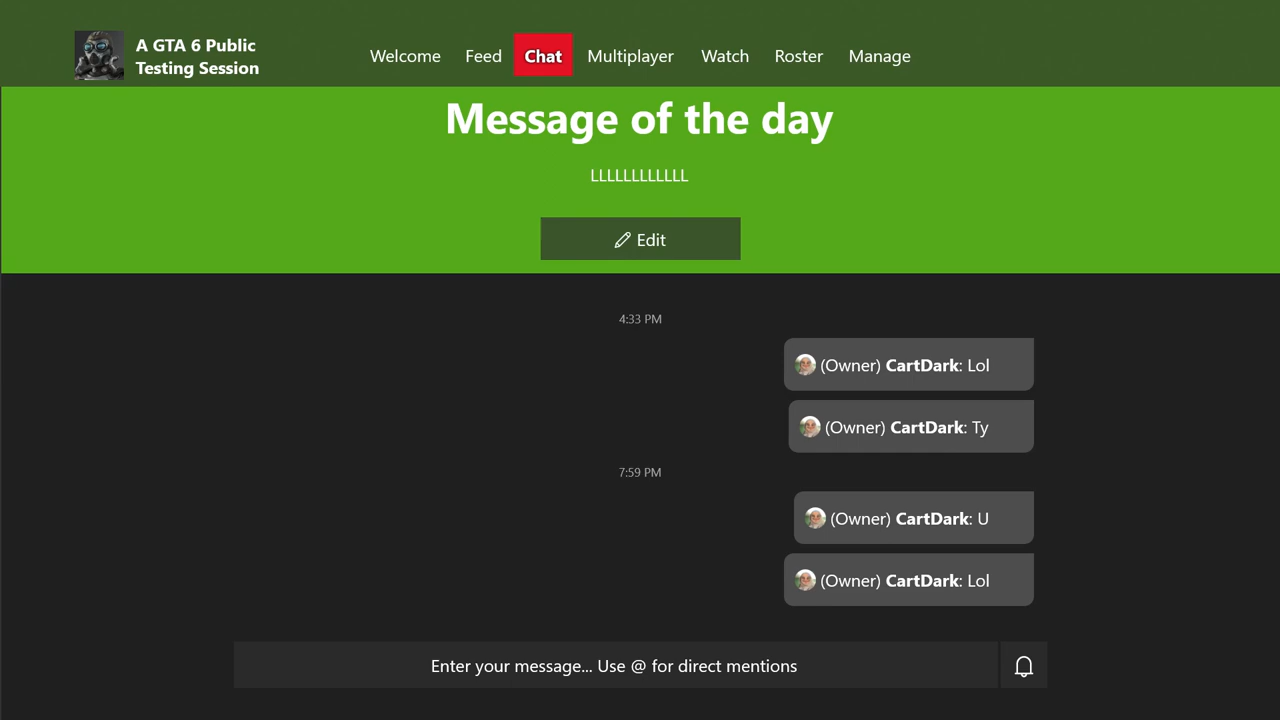 A GTA 6 Public
Testing Session
Welcome Feed Chat Multiplayer Watch Roster Manage
Message of the day
LLLLLLLLLLLL
Edit
4:33 PM
(Owner) CartDark: Lol
(Owner) CartDark: Ty
7:59 PM
(Owner) CartDark: U
(Owner) CartDark: Lol
Enter your message... Use @ for direct mentions